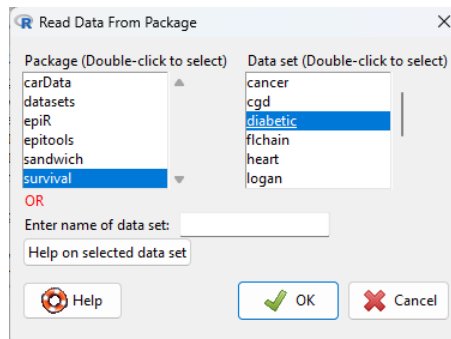 Read Data From Package
Package (Double-click to select) Data set (Double-click to select)
carData cancer
datasets cgd
epiR diabetic
epitools flchain
sandwich heart
survival logan
OR
Enter name of data set:
Help on selected data set
Help OK Cancel